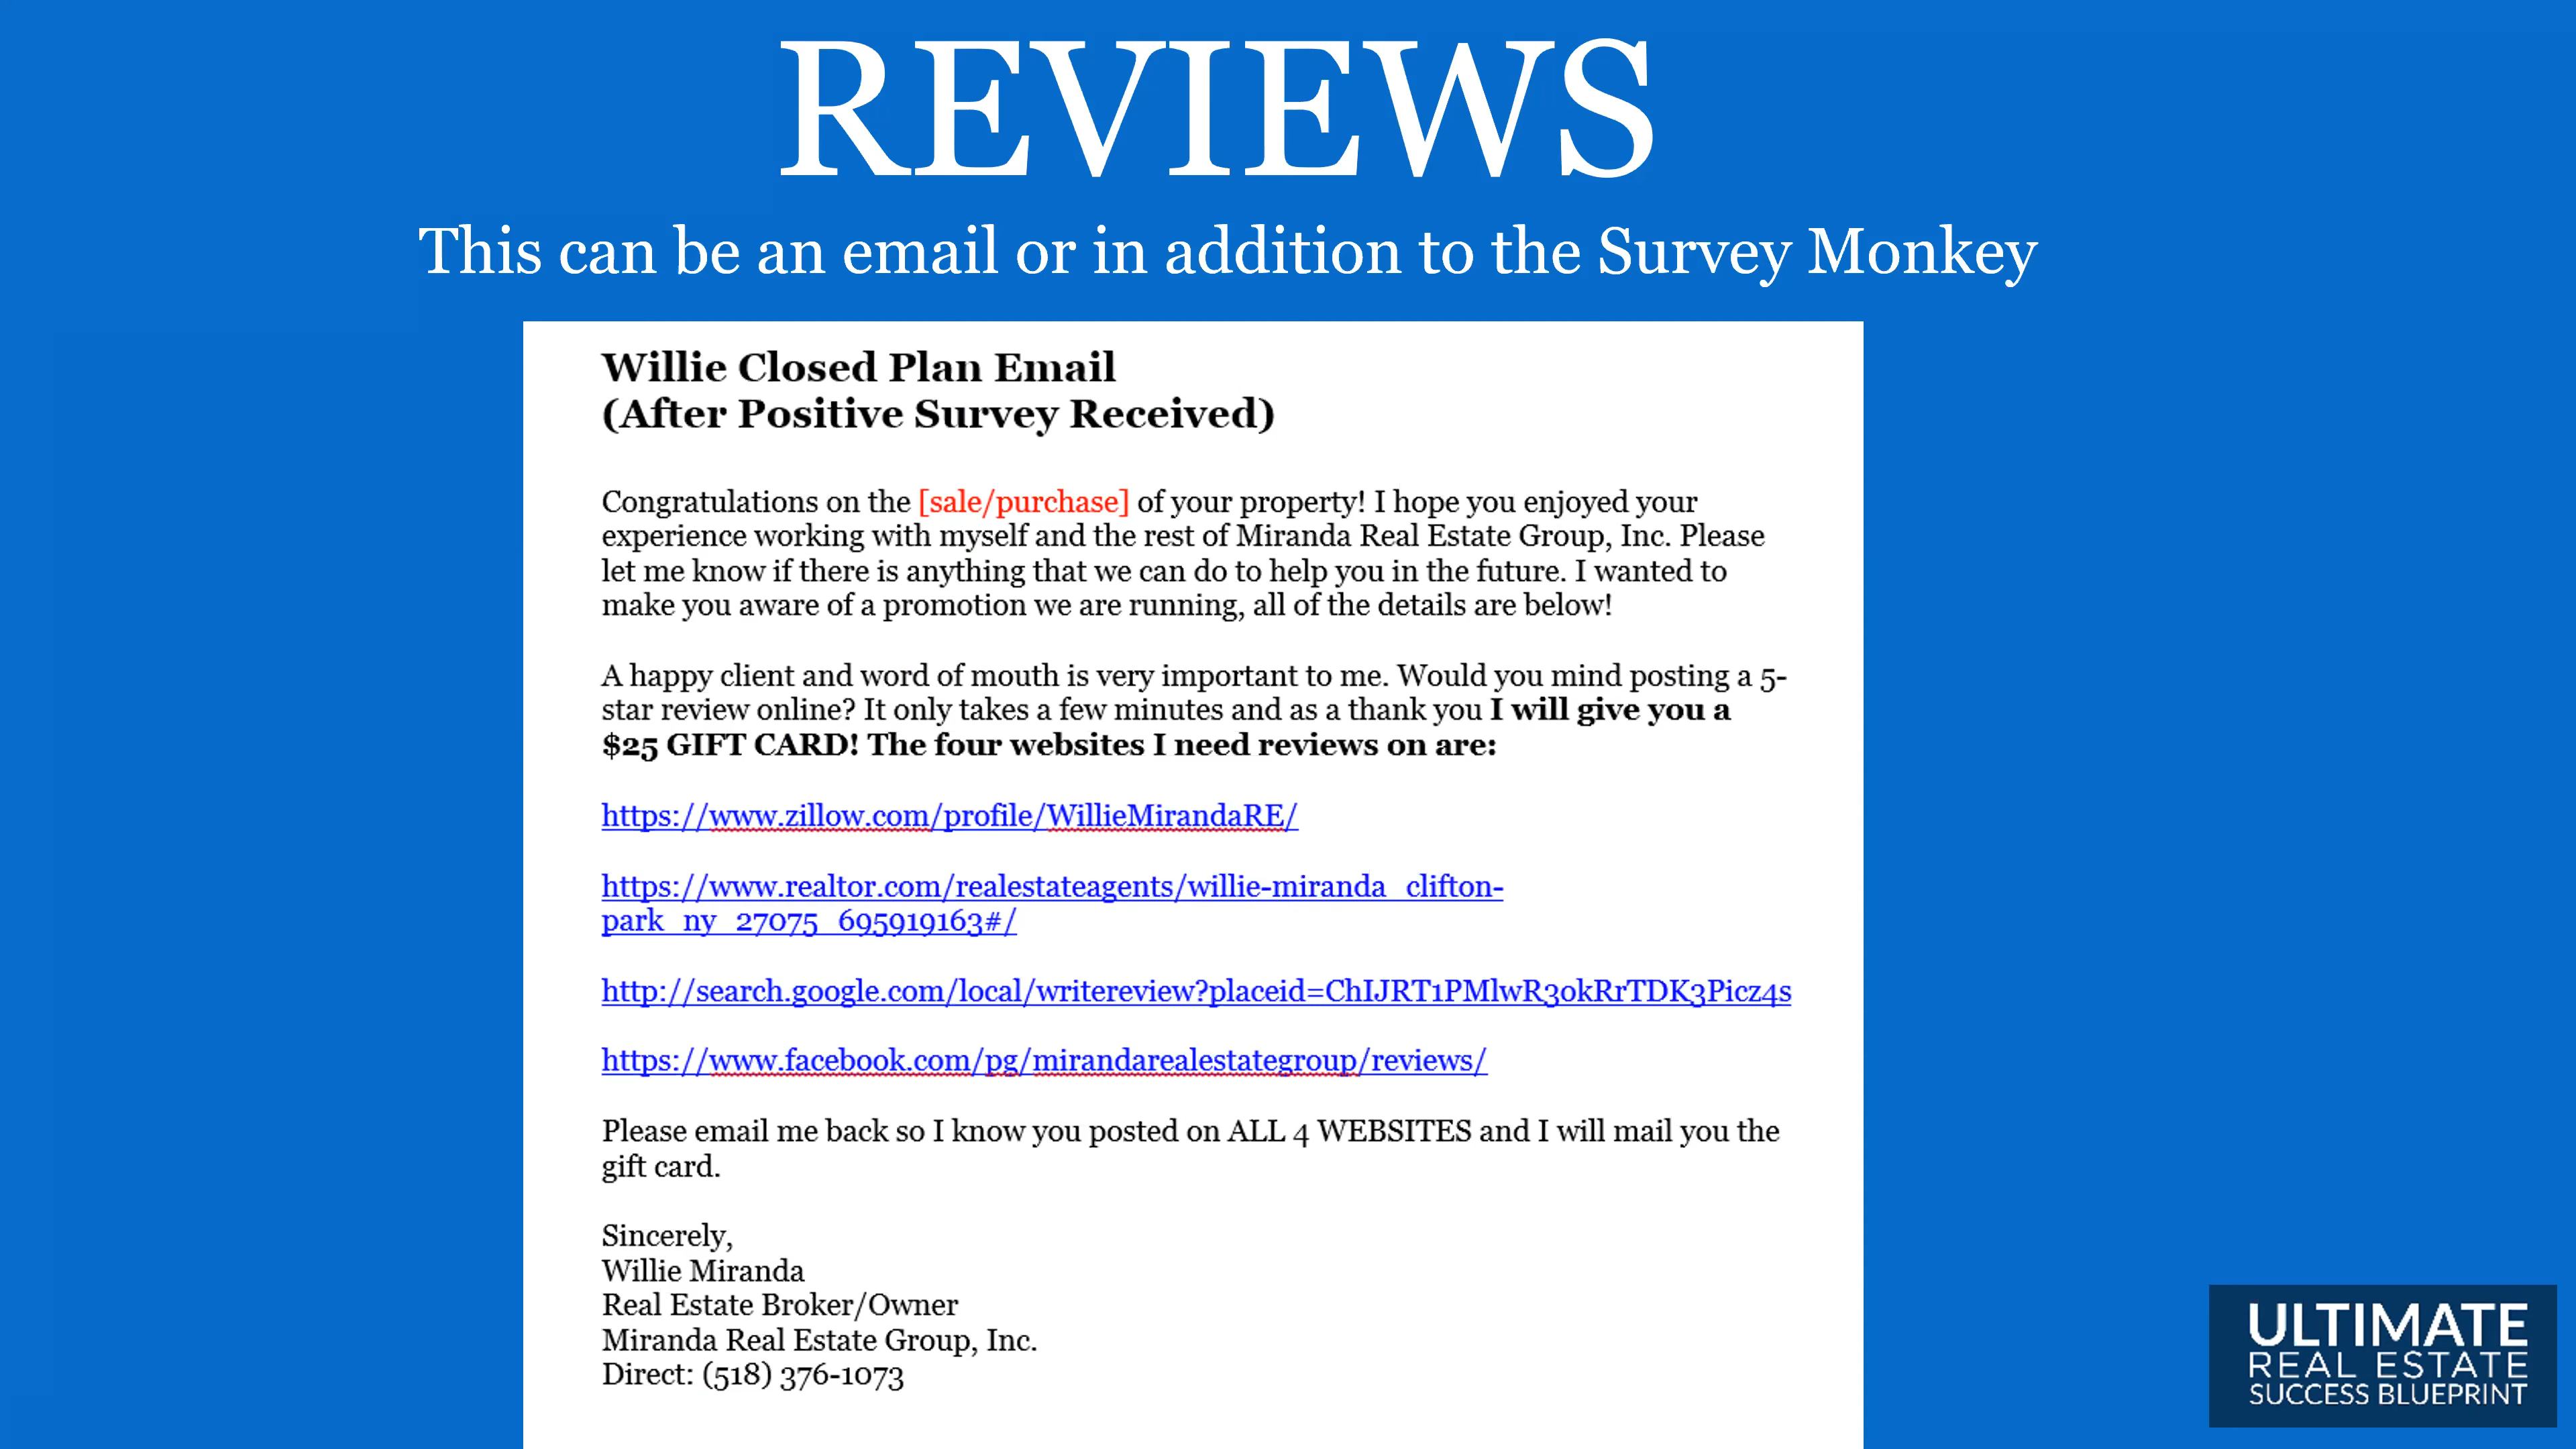 REVIEWS
This can be an email or in addition to the Survey Monkey
Willie Closed Plan Email
(After Positive Survey Received)
Congratulations on the [sale/purchase] of your property! I hope you enjoyed your
experience working with myself and the rest of Miranda Real Estate Group, Inc. Please
let me know if there is anything that we can do to help you in the future. I wanted to
make you aware of a promotion we are running, all of the details are below!
A happy client and word of mouth is very important to me. Would you mind posting a 5-
star review online? It only takes a few minutes and as a thank you I will give you a
$25 GIFT CARD! The four websites I need reviews on are:
https://www.zillow.com/profile/WillieMirandaRE/
https://www.realtor.com/realestateagents/willie-miranda_clifton-
park_ny_27075_695919163#/
http://search.google.com/local/writereview?placeid=ChIJRT1PMlwR3okRrTDK3Picz4s
https://www.facebook.com/pg/mirandarealestategroup/reviews/
Please email me back so I know you posted on ALL 4 WEBSITES and I will mail you the
gift card.
Sincerely,
Willie Miranda
Real Estate Broker/Owner
Miranda Real Estate Group, Inc.
Direct: (518) 376-1073
ULTIMATE
REAL ESTATE
SUCCESS BLUEPRINT